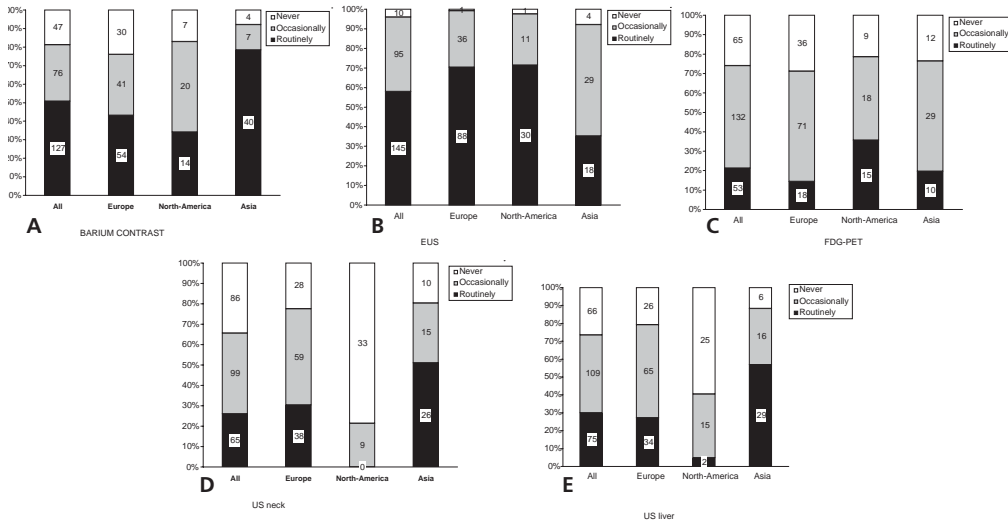 Never
Occasionally
Routinely
47 30 7 4
76 41 20 7
127 54 14 40
0%
All Europe North-America Asia
A
BARIUM CONTRAST
100%
90%
80%
70%
60%
50%
40%
30%
20%
10%
0%
Never
Occasionally
Routinely
10 1 1 4
95 36 11 29
145 88 30 18
All Europe North-America Asia
B
EUS
100%
90%
80%
70%
60%
50%
40%
30%
20%
10%
0%
Never
Occasionally
Routinely
65 36 9 12
132 71 18 29
53 18 15 10
All Europe North-America Asia
C
FDG-PET
100%
90%
80%
70%
60%
50%
40%
30%
20%
10%
0%
Never
Occasionally
Routinely
86 28 33 10
99 59 9 15
65 38 0 26
All Europe North-America Asia
D
US neck
100%
90%
80%
70%
60%
50%
40%
30%
20%
10%
0%
Never
Occasionally
Routinely
66 26 25 6
109 65 15 16
75 34 2 29
All Europe North-America Asia
E
US liver